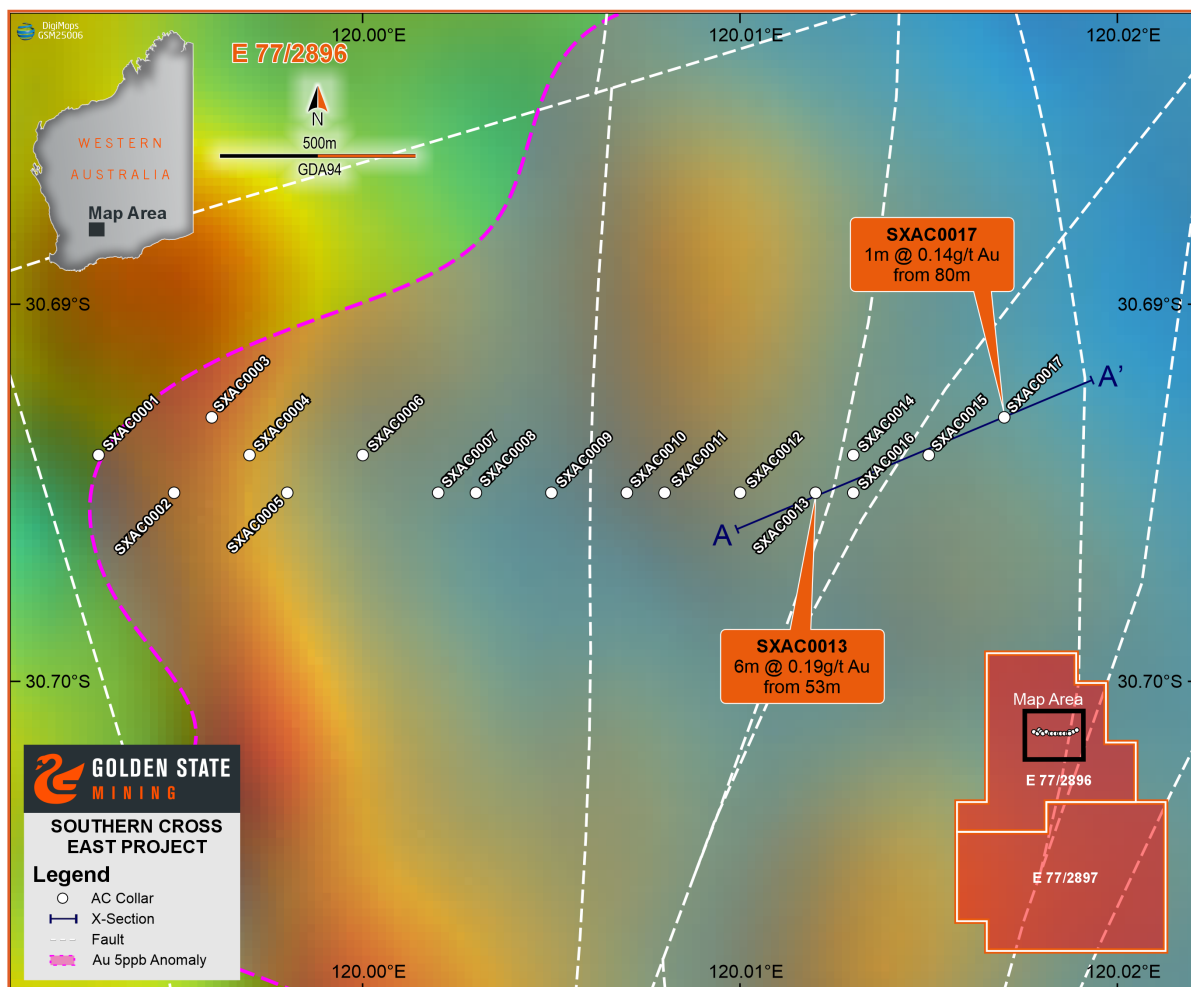 DigiMaps
GSM25006
E 77/2896
120.00°E
120.01°E
120.02°E
WESTERN
AUSTRALIA
Map Area
N
500m
GDA94
30.69°S
30.69°S
SXAC0017
1m @ 0.14g/t Au
from 80m
SXAC0001
SXAC0003
SXAC0004
SXAC0006
SXAC0007
SXAC0008
SXAC0009
SXAC0010
SXAC0011
SXAC0012
SXAC0014
SXAC0016
SXAC0015
SXAC0017
A'
SXAC0002
SXAC0005
A
SXAC0013
SXAC0013
6m @ 0.19g/t Au
from 53m
30.70°S
30.70°S
Map Area
E 77/2896
E 77/2897
GOLDEN STATE
MINING
SOUTHERN CROSS
EAST PROJECT
Legend
AC Collar
X-Section
Fault
Au 5ppb Anomaly
120.00°E
120.01°E
120.02°E